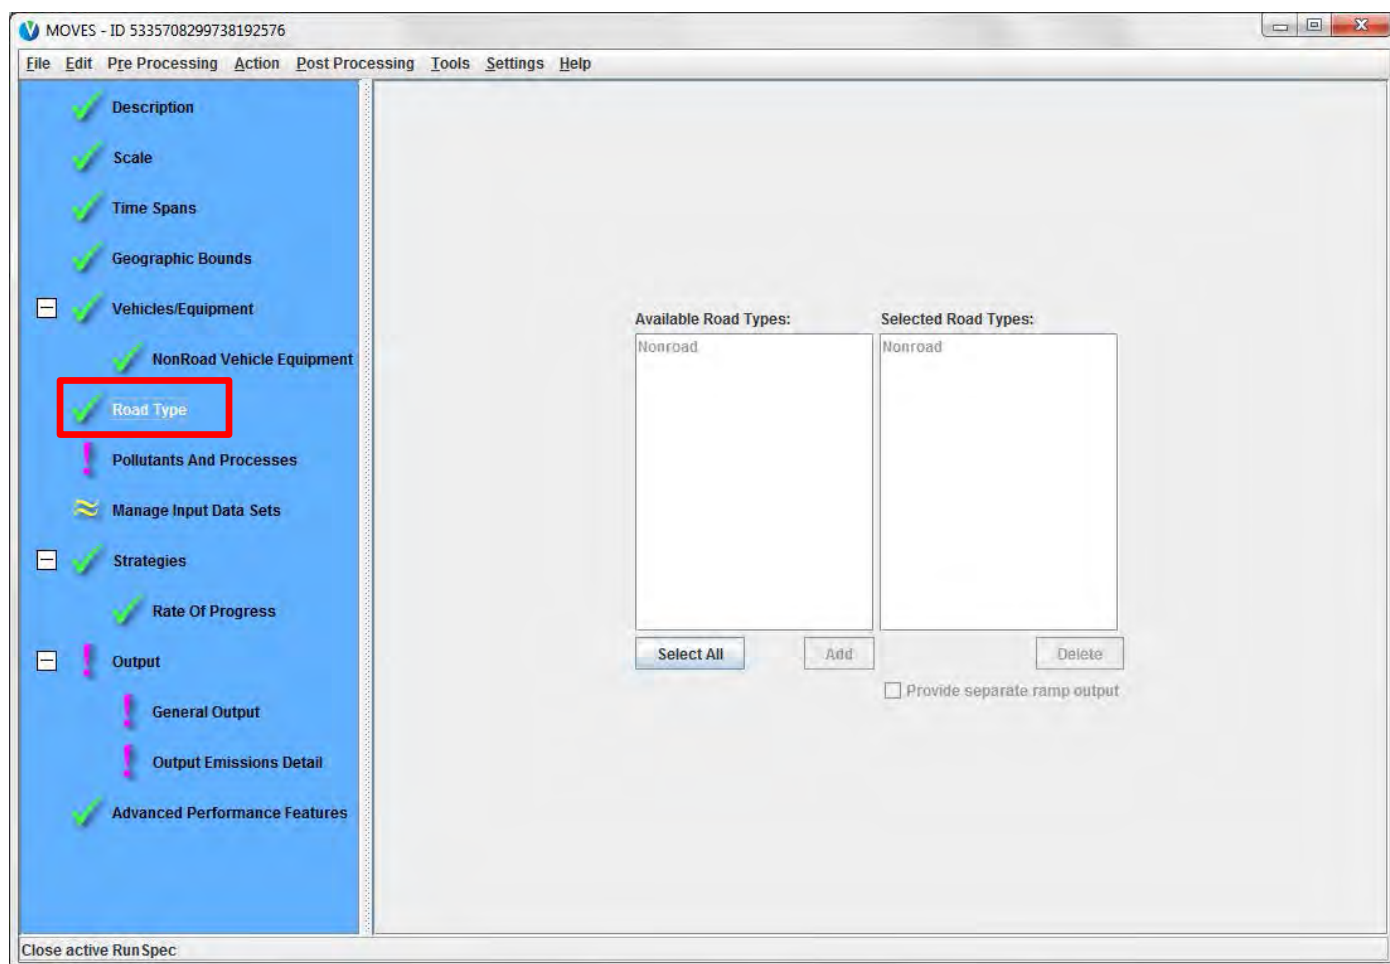 MOVES - ID 5335708299738192576
File Edit Pre Processing Action Post Processing Tools Settings Help
Description
Scale
Time Spans
Geographic Bounds
Vehicles/Equipment
NonRoad Vehicle Equipment
Road Type
Pollutants And Processes
Manage Input Data Sets
Strategies
Rate Of Progress
Output
General Output
Output Emissions Detail
Advanced Performance Features
Available Road Types: Selected Road Types:
Nonroad Nonroad
Select All Add Delete
Provide separate ramp output
Close active RunSpec